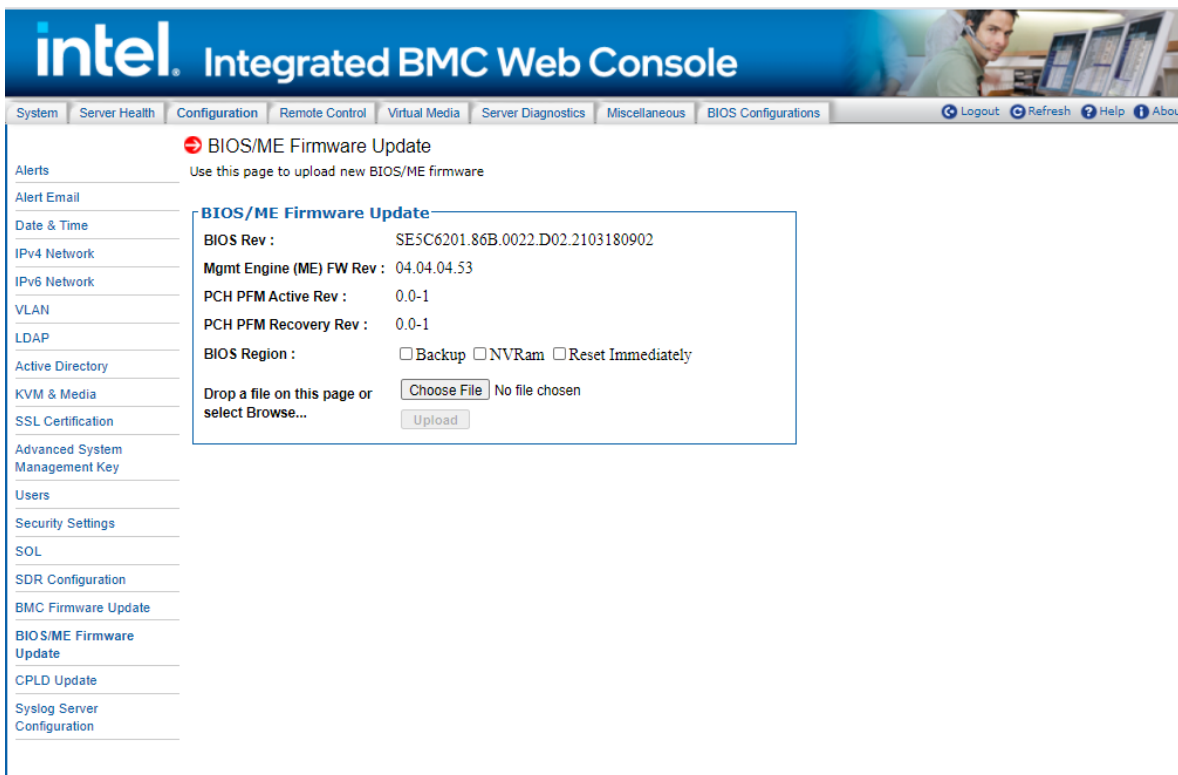 intel. Integrated BMC Web Console
System Server Health Configuration Remote Control Virtual Media Server Diagnostics Miscellaneous BIOS Configurations Logout Refresh Help Abou
BIOS/ME Firmware Update
Use this page to upload new BIOS/ME firmware
Alerts
Alert Email
Date & Time
IPv4 Network
IPv6 Network
VLAN
LDAP
Active Directory
KVM & Media
SSL Certification
Advanced System
Management Key
Users
Security Settings
SOL
SDR Configuration
BMC Firmware Update
BIOS/ME Firmware
Update
CPLD Update
Syslog Server
Configuration
BIOS/ME Firmware Update
BIOS Rev : SE5C6201.86B.0022.D02.2103180902
Mgmt Engine (ME) FW Rev : 04.04.04.53
PCH PFM Active Rev : 0.0-1
PCH PFM Recovery Rev : 0.0-1
BIOS Region : Backup NVRam Reset Immediately
Drop a file on this page or
select Browse...
Choose File No file chosen
Upload